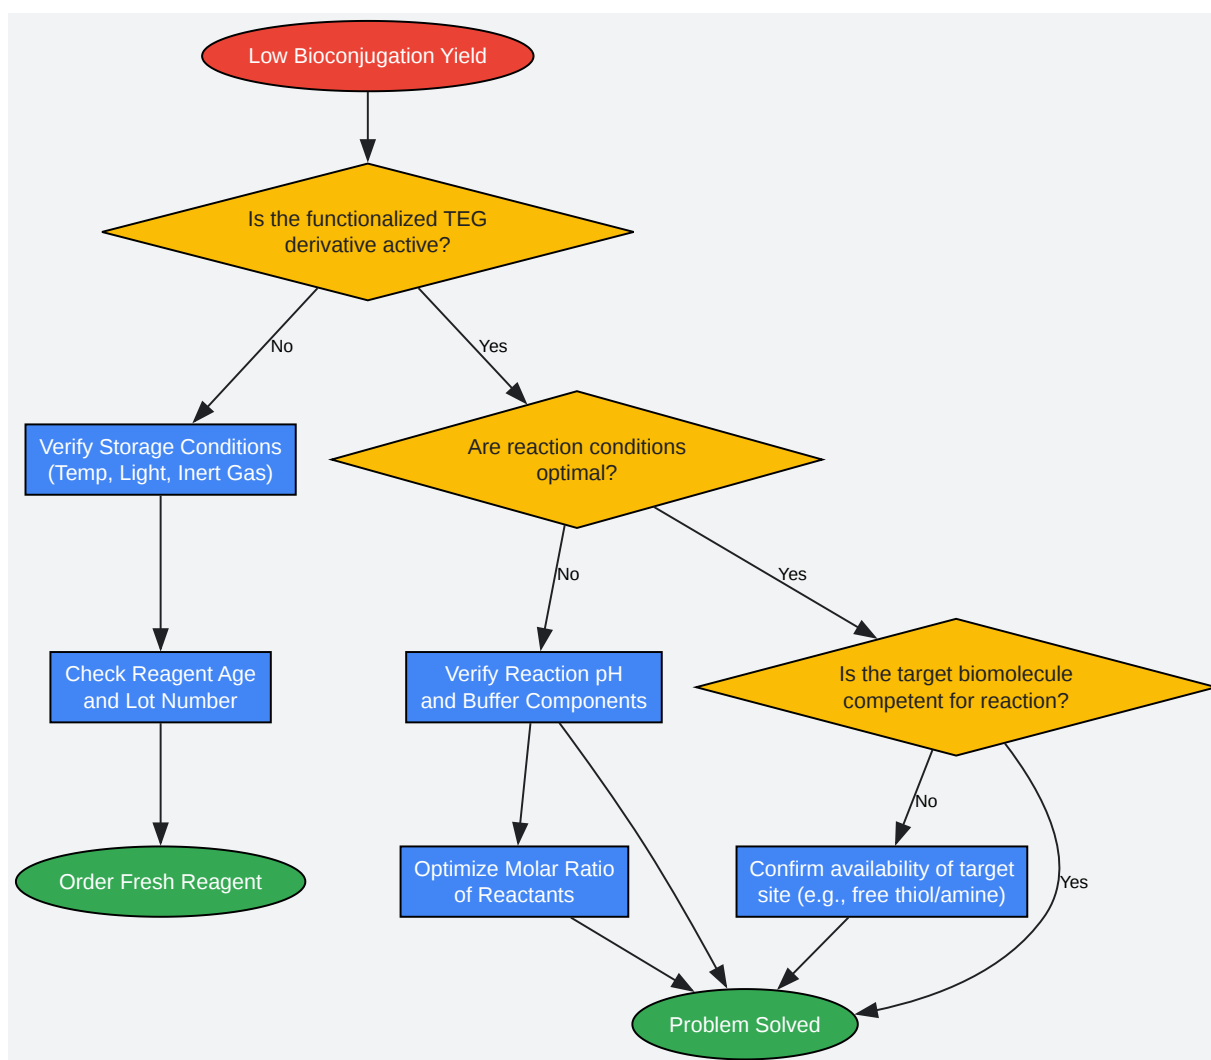 Low Bioconjugation Yield
Is the functionalized TEG
derivative active?
No
Yes
Verify Storage Conditions
(Temp, Light, Inert Gas)
Are reaction conditions
optimal?
No
Yes
Check Reagent Age
and Lot Number
Verify Reaction pH
and Buffer Components
Is the target biomolecule
competent for reaction?
No
Order Fresh Reagent
Optimize Molar Ratio
of Reactants
Confirm availability of target
site (e.g., free thiol/amine)
Yes
Problem Solved